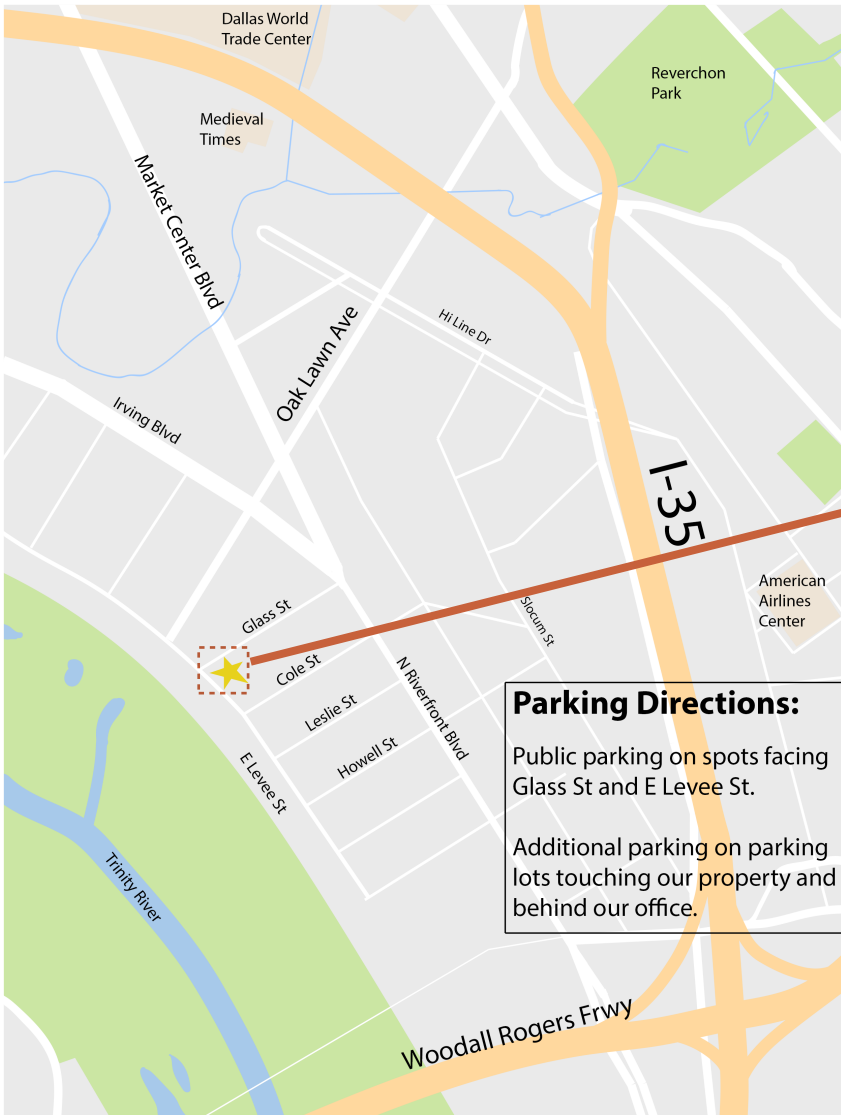 Dallas World
Trade Center
Reverchon
Park
Medieval
Times
Market Center Blvd
Hi Line Dr
Oak Lawn Ave
Irving Blvd
I-35
American
Airlines
Center
Glass St
Slocum St
Cole St
N Riverfront Blvd
Leslie St
Howell St
E Levee St
Parking Directions:
Public parking on spots facing
Glass St and E Levee St.
Additional parking on parking
lots touching our property and
behind our office.
Trinity River
Woodall Rogers Frwy